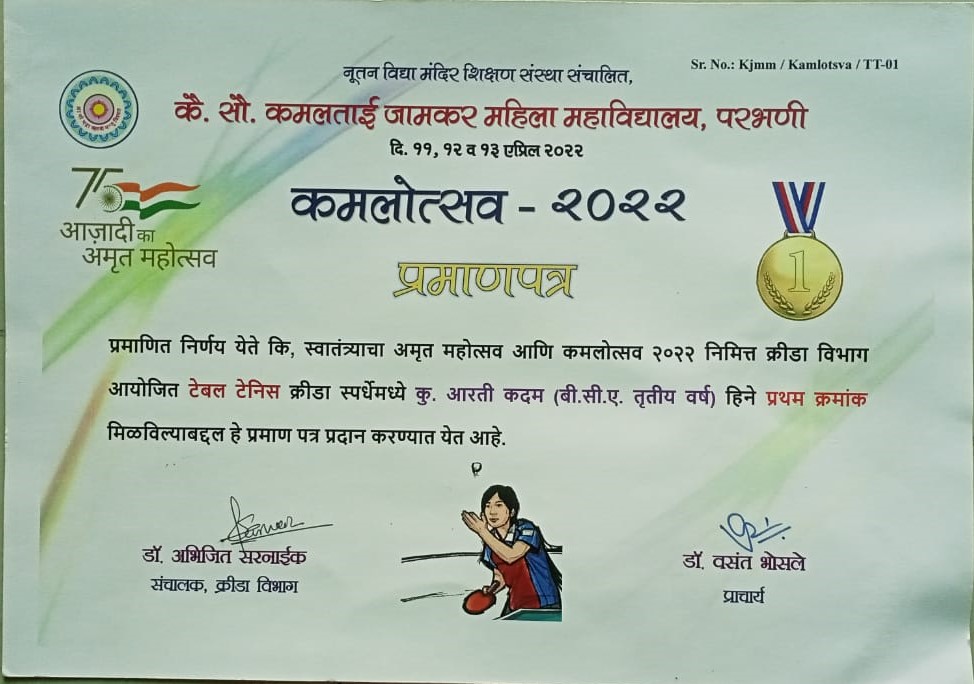 Sr. No.: Kjmm / Kamlotsva / TT-01
नूतन विद्या मंदिर शिक्षण संस्था संचालित,
कै. सौ. कमलताई जामकर महिला महाविद्यालय, परभणी
दि. ११, १२ व १३ एप्रिल २०२२
75
आज़ादी का
अमृत महोत्सव
कमलोत्सव - २०२२
1
प्रमाणपत्र
प्रमाणित निर्णय येते कि, स्वातंत्र्याचा अमृत महोत्सव आणि कमलोत्सव २०२२ निमित्त क्रीडा विभाग
आयोजित टेबल टेनिस क्रीडा स्पर्धेमध्ये कु. आरती कदम (बी.सी.ए. तृतीय वर्ष) हिने प्रथम क्रमांक
मिळविल्याबद्दल हे प्रमाण पत्र प्रदान करण्यात येत आहे.
डॉ. अभिजित सरनाईक
संचालक, क्रीडा विभाग
डॉ. वसंत भोसले
प्राचार्य